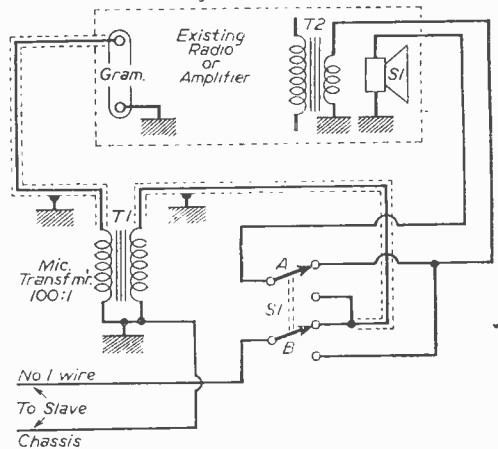 Existing
Radio
or
Amplifier
Gram.
T2
S1
T1
Mic.
Transfmr.
100:1
A
S1
B
No 1 wire
To Slave
Chassis